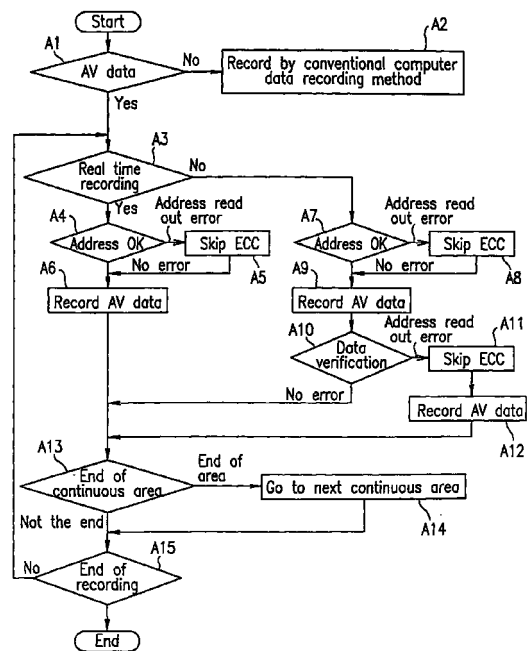 Start
A1
AV data
No
A2
Record by conventional computer
data recording method
Yes
A3
Real time
recording
No
Yes
A4
Address OK
Address read
out error
Skip ECC
A5
No error
A6
Record AV data
A7
Address OK
Address read
out error
Skip ECC
A8
No error
A9
Record AV data
A10
Data
verification
Address read
out error
A11
Skip ECC
No error
Record AV data
A12
A13
End of
continuous area
End of
area
Go to next continuous area
A14
Not the end
A15
No
End of
recording
End